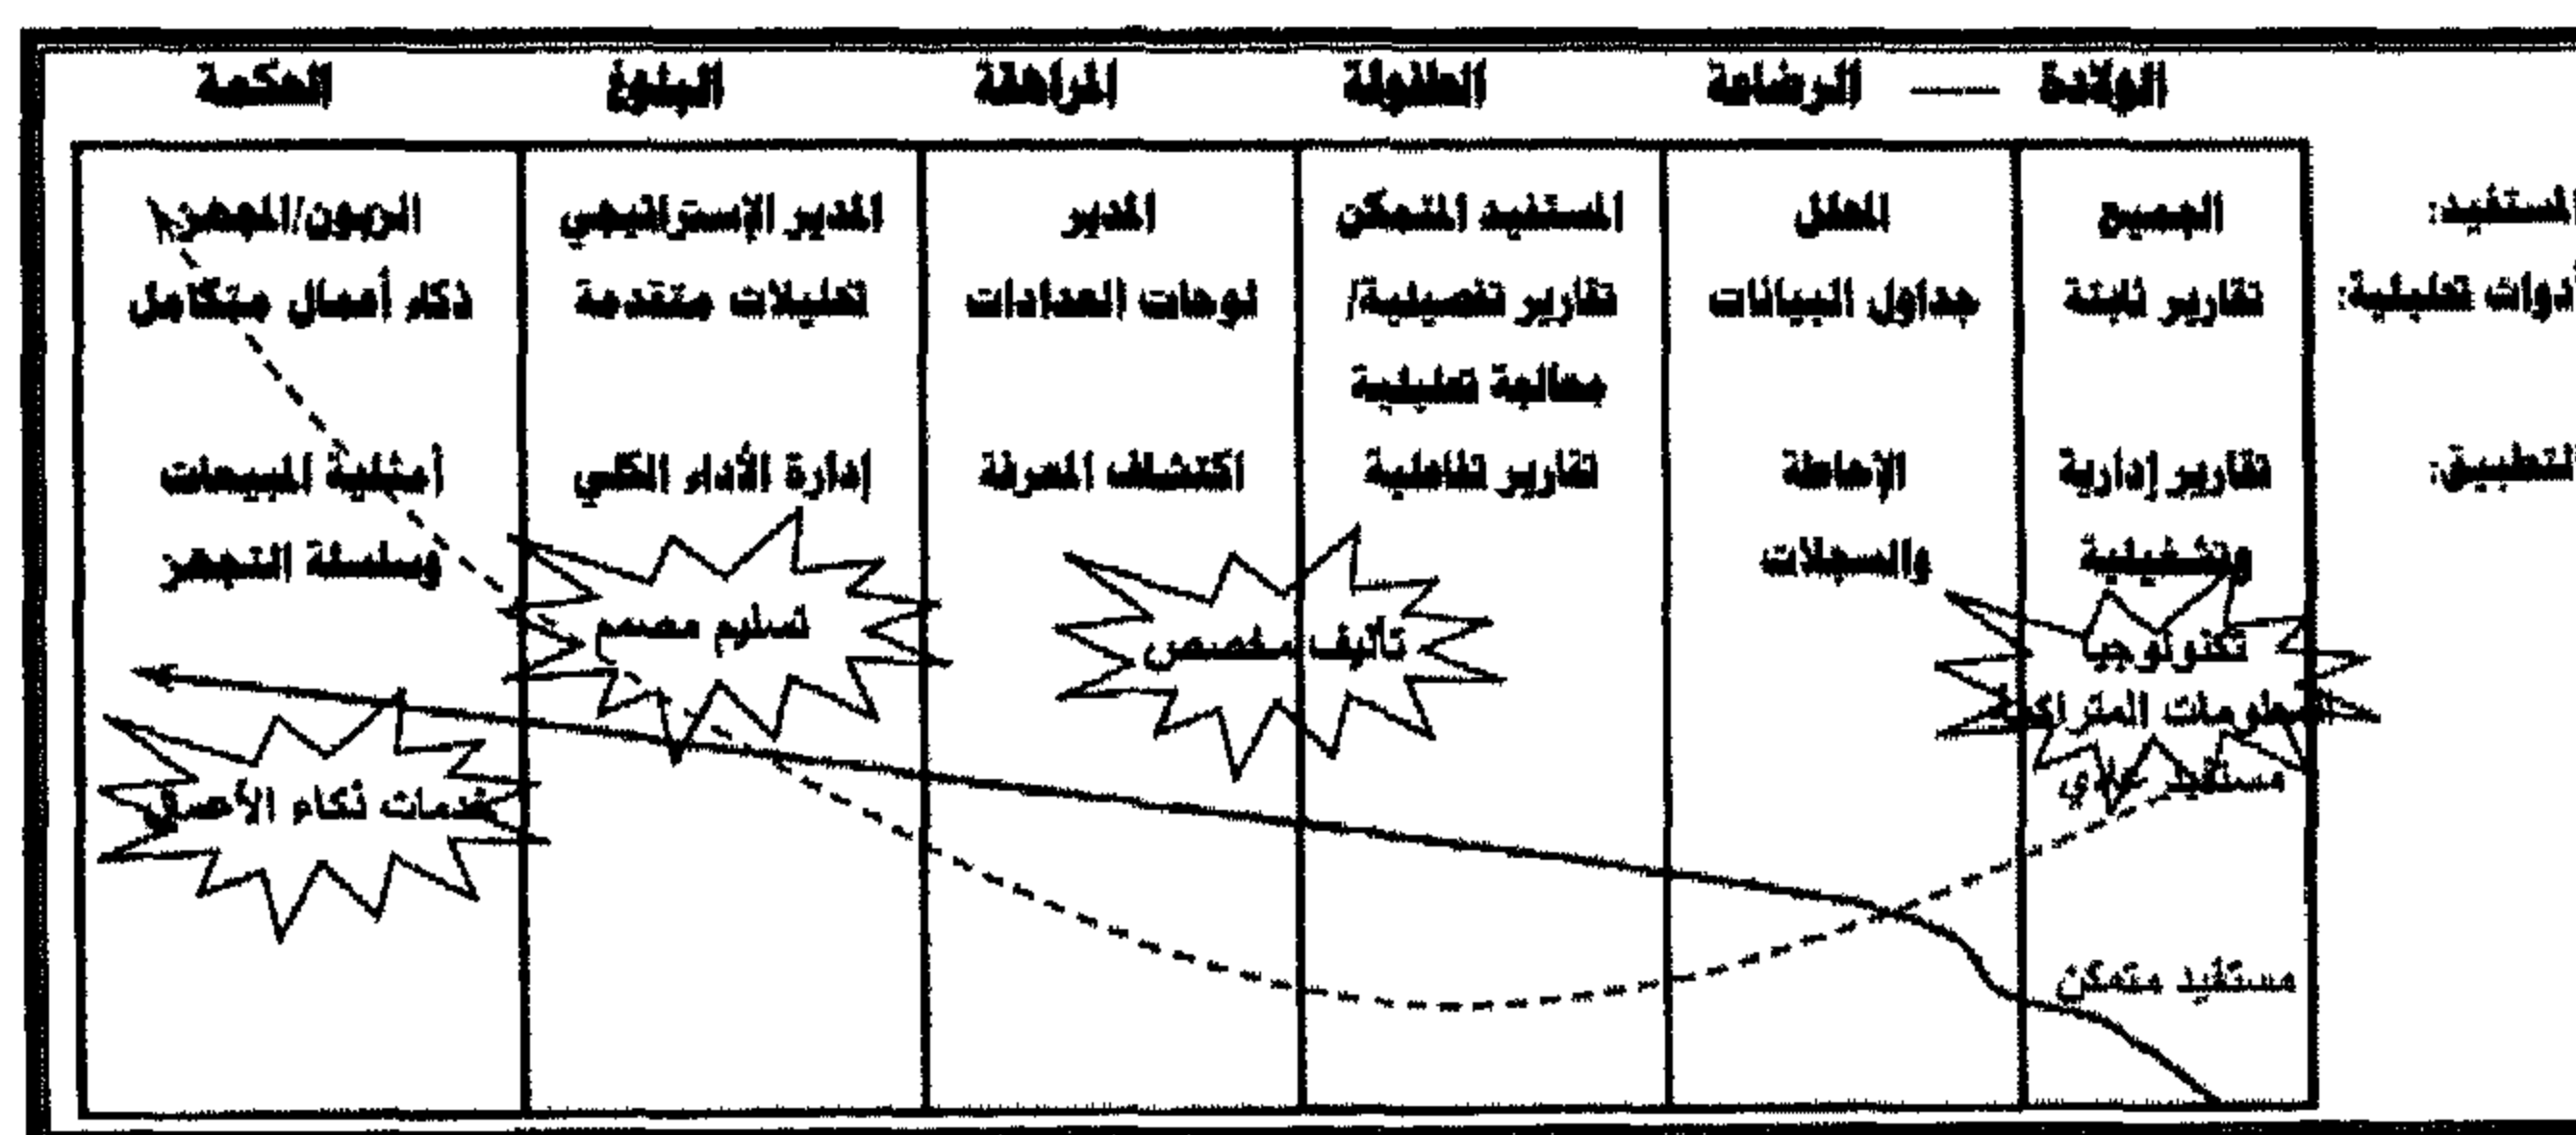 الولادة — الرضاعة الطفولة المراهقة البلوغ الحكمة
المستفيد: الجميع المحلل المستفيد المتمكن المدير المدير الإستراتيجي الزبون/المجهز
أدوات تحليلية: تقارير ثابتة جداول البيانات تقارير تفصيلية/ لوحات العدادات تحليلات متقدمة ذكاء أعمال متكامل
معالجة تحليلية
التطبيق: تقارير إدارية الإحاطة تقارير تفاعلية اكتشاف المعرفة إدارة الأداء الكلي أمثلية المبيعات
وتشغيلية والسجلات وسلسلة التجهز
تكنولوجيا تأليف مخصص تسليم مصمم
المعلومات المتراكمة
مستفيد عادي خدمات ذكاء الأعمال
مستفيد متمكن